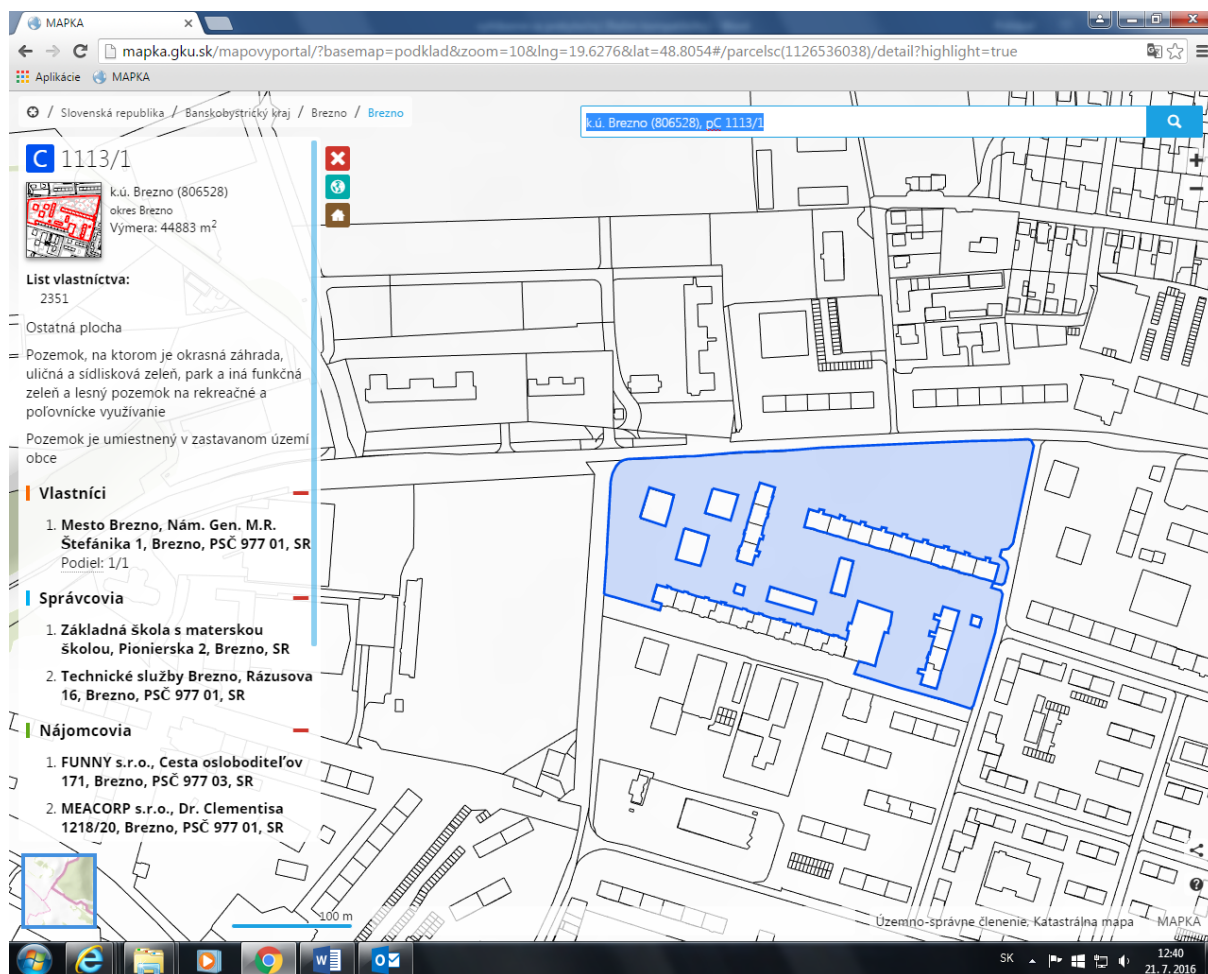 MAPKA
mapka.gku.sk/mapovyportal/?basemap=podklad&zoom=10&lng=19.6276&lat=48.8054#/parcelsc(1126536038)/detail?highlight=true
Aplikácie MAPKA
/ Slovenská republika / Banskobystrický kraj / Brezno / Brezno
k.ú. Brezno (806528), pC 1113/1
C 1113/1
k.ú. Brezno (806528)
okres Brezno
Výmera: 44883 m²
List vlastníctva:
2351
Ostatná plocha
Pozemok, na ktorom je okrasná záhrada,
uličná a sídlisková zeleň, park a iná funkčná
zeleň a lesný pozemok na rekreačné a
poľovnícke využívanie
Pozemok je umiestnený v zastavanom území
obce
Vlastníci
1. Mesto Brezno, Nám. Gen. M.R.
Štefánika 1, Brezno, PSČ 977 01, SR
Podiel: 1/1
Správcovia
1. Základná škola s materskou
školou, Pionierska 2, Brezno, SR
2. Technické služby Brezno, Rázusova
16, Brezno, PSČ 977 01, SR
Nájomcovia
1. FUNNY s.r.o., Cesta osloboditeľov
171, Brezno, PSČ 977 03, SR
2. MEACORP s.r.o., Dr. Clementisa
1218/20, Brezno, PSČ 977 01, SR
100 m
Územno-správne členenie, Katastrálna mapa MAPKA
SK
12:40
21.7.2016